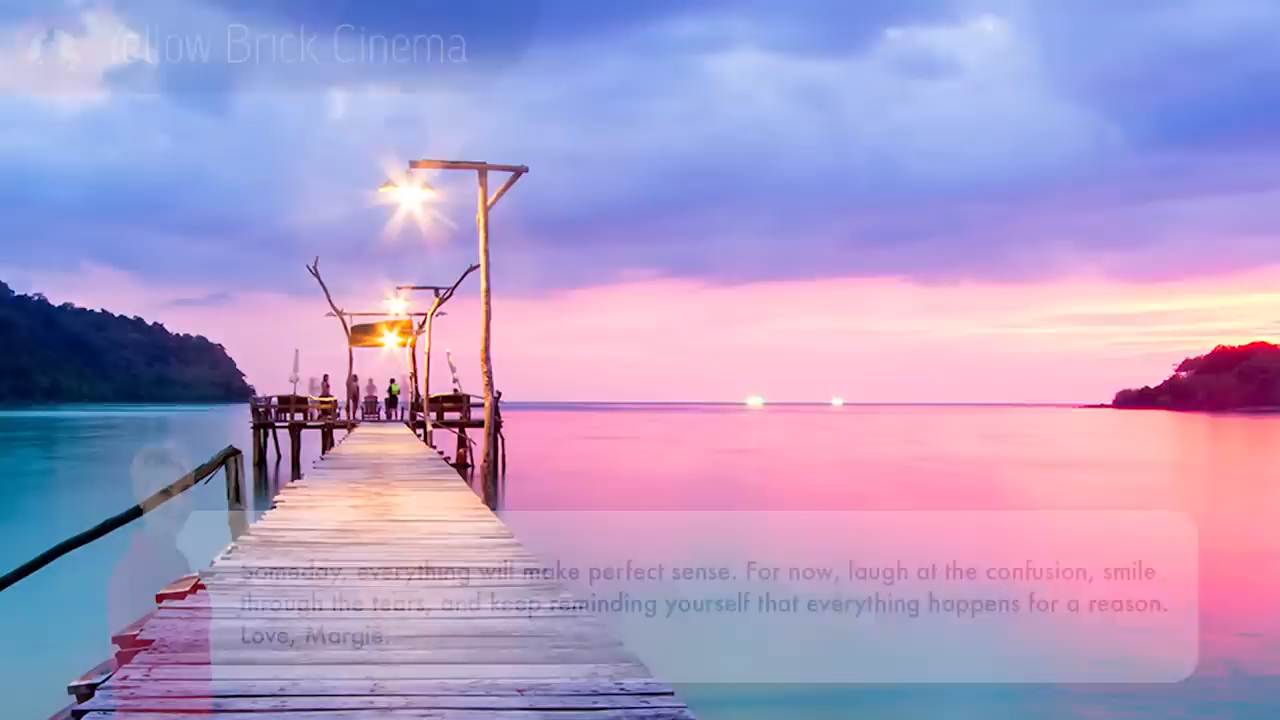 Yellow Brick Cinema
Someday, everything will make perfect sense. For now, laugh at the confusion, smile
through the tears, and keep reminding yourself that everything happens for a reason.
Love, Margie.